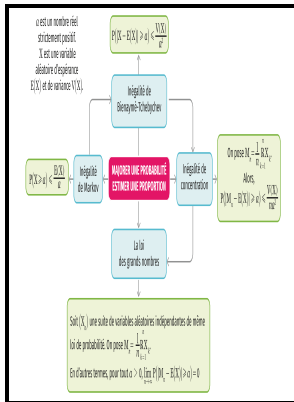 a est un nombre réel
strictement positif.
X est une variable
aléatoire d'espérance
E(X) et de variance V(X).
P(|X − E(X)| ⩾ a) ⩽ V(X)/a²
Inégalité de
Bienaymé-Tchebychev
P(X ⩾ a) ⩽ E(X)/a
Inégalité
de Markov
MAJORER UNE PROBABILITÉ
ESTIMER UNE PROPORTION
Inégalité de
concentration
On pose Mₙ = 1/n
Alors,
P(|Mₙ − E(X)| ⩾ a) ⩽ V(X)/na²
La loi
des grands nombres
Soit (Xₙ) une suite de variables aléatoires indépendantes de même
loi de probabilité. On pose Mₙ = 1/n
En d'autres termes, pour tout a > 0, lim n→∞ P(|Mₙ − E(X)| ⩾ a) = 0